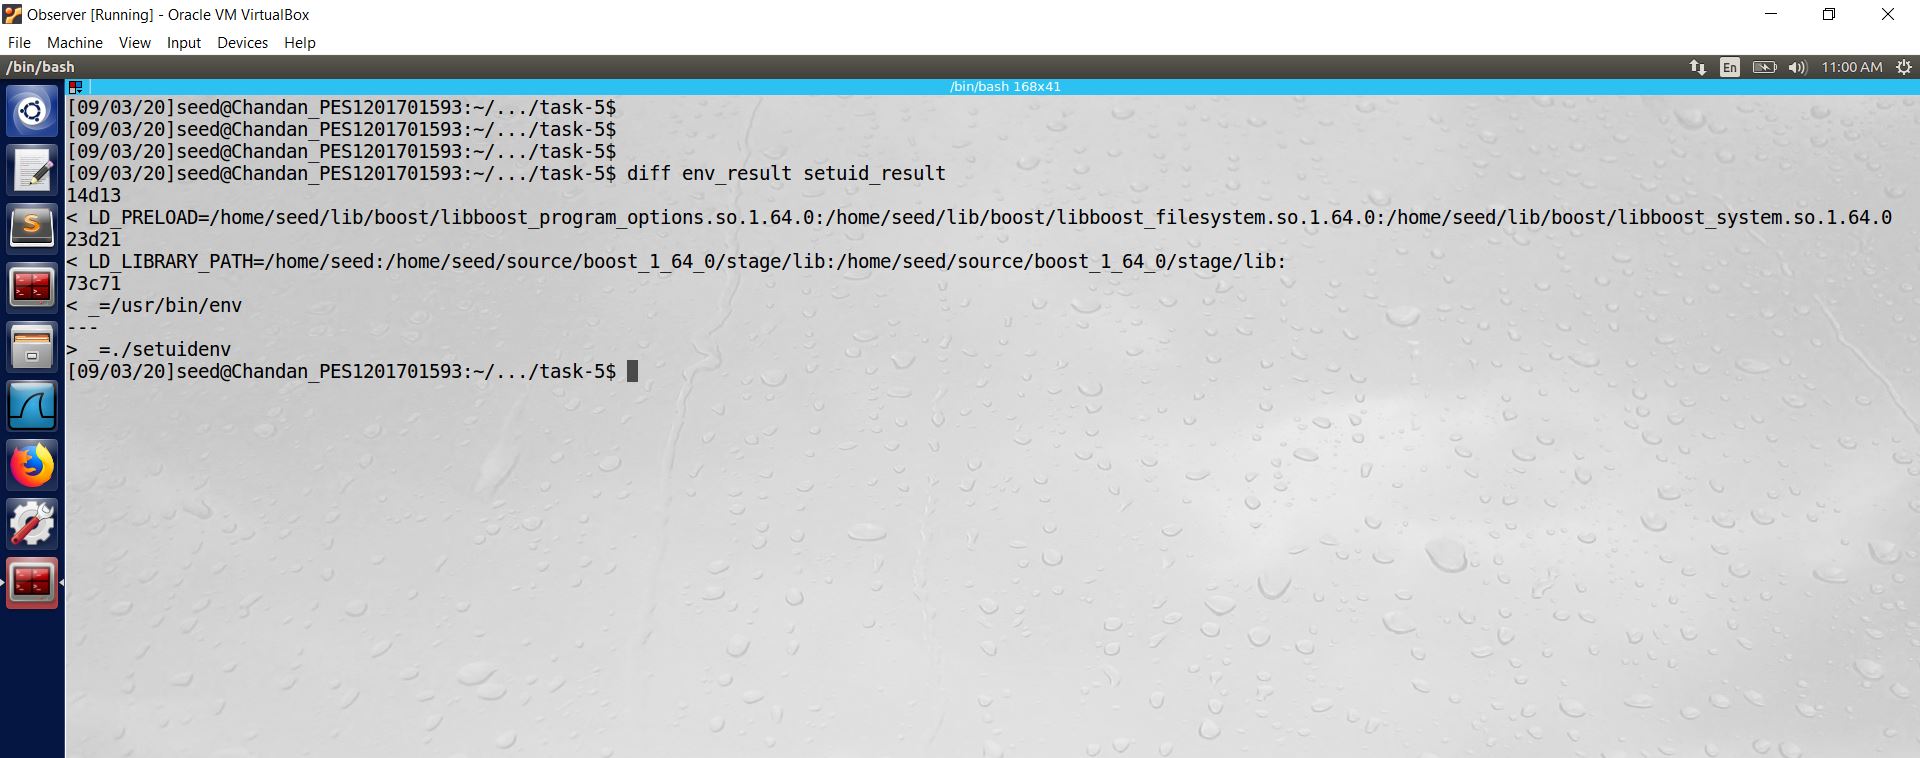 Observer [Running] - Oracle VM VirtualBox
File Machine View Input Devices Help
/bin/bash En 11:00 AM
/bin/bash 168x41
[09/03/20]seed@Chandan_PES1201701593:~/.../task-5$
[09/03/20]seed@Chandan_PES1201701593:~/.../task-5$
[09/03/20]seed@Chandan_PES1201701593:~/.../task-5$
[09/03/20]seed@Chandan_PES1201701593:~/.../task-5$ diff env_result setuid_result
14d13
< LD_PRELOAD=/home/seed/lib/boost/libboost_program_options.so.1.64.0:/home/seed/lib/boost/libboost_filesystem.so.1.64.0:/home/seed/lib/boost/libboost_system.so.1.64.0
23d21
< LD_LIBRARY_PATH=/home/seed:/home/seed/source/boost_1_64_0/stage/lib:/home/seed/source/boost_1_64_0/stage/lib:
73c71
< _=/usr/bin/env
---
> _=./setuidenv
[09/03/20]seed@Chandan_PES1201701593:~/.../task-5$